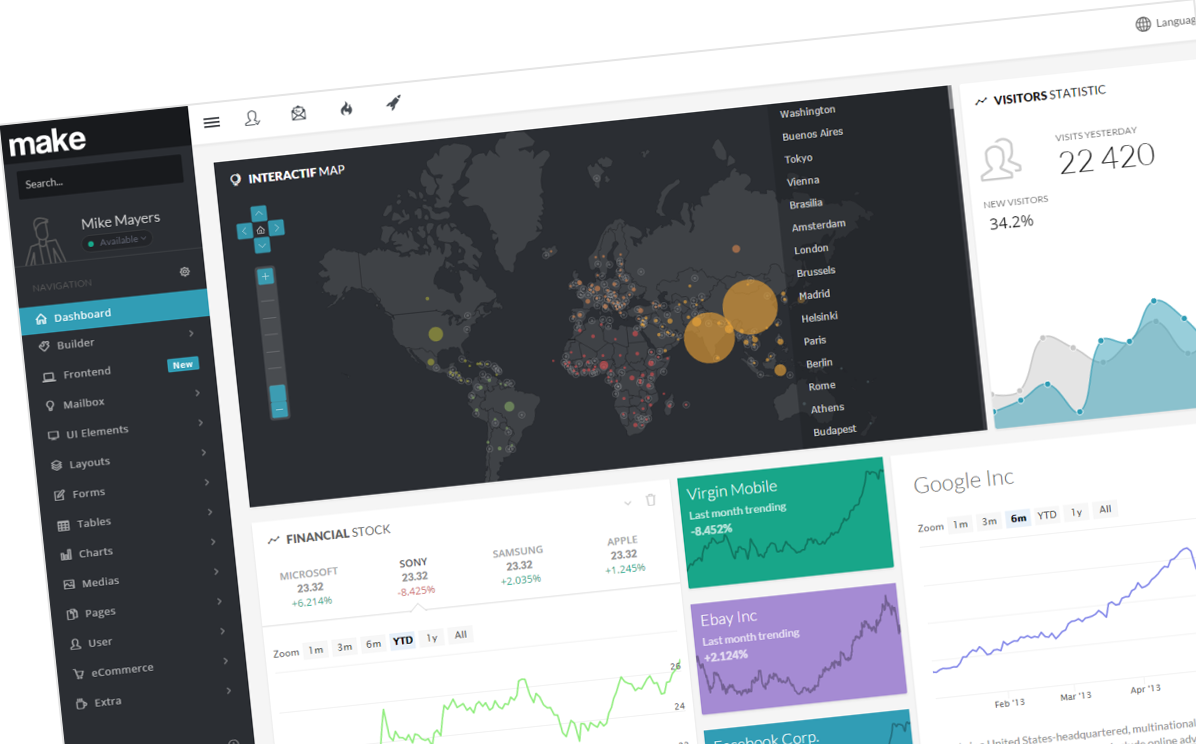 Languag
make
Search...
Mike Mayers
Available
NAVIGATION
Dashboard
Builder
Frontend
New
Mailbox
UI Elements
Layouts
Forms
Tables
Charts
Medias
Pages
User
eCommerce
Extra
INTERACTIF MAP
Washington
Buenos Aires
Tokyo
Vienna
Brasilia
Amsterdam
London
Brussels
Madrid
Helsinki
Paris
Berlin
Rome
Athens
Budapest
VISITORS STATISTIC
VISITS YESTERDAY
22 420
NEW VISITORS
34.2%
FINANCIAL STOCK
MICROSOFT
23.32
+6.214%
SONY
23.32
-8.425%
SAMSUNG
23.32
+2.035%
APPLE
23.32
+1.245%
Zoom 1m 3m 6m YTD 1y All
26
24
Virgin Mobile
Last month trending
-8.452%
Ebay Inc
Last month trending
+2.124%
Facebook Corp.
Google Inc
Zoom 1m 3m 6m YTD 1y All
Feb '13 Mar '13 Apr '13
United States-headquartered, multinational
include online adv